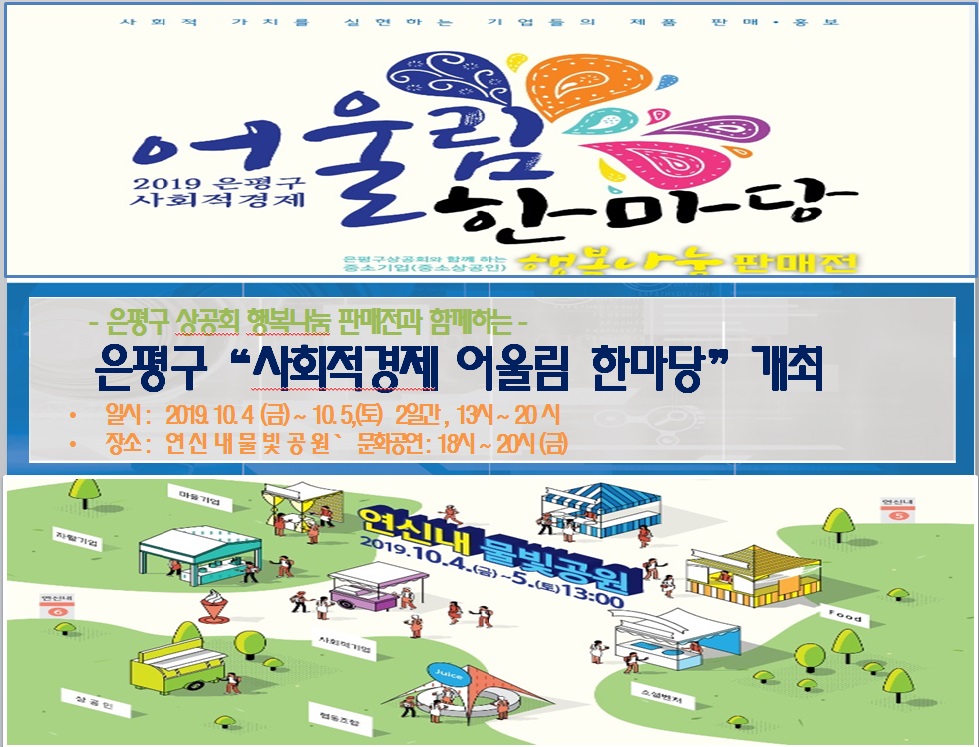 사회적 가치를 실현하는 기업들의 제품 판매·홍보
어울림
2019 은평구
사회적경제
한마당
은평구상공회와 함께 하는
중소기업(중소상공인)
행복나눔 판매전
- 은평구 상공회 행복나눔 판매전과 함께하는 -
은평구 “사회적경제 어울림 한마당” 개최
• 일시 : 2019. 10. 4 (금) ~ 10. 5,(토) 2일간 , 13시 ~ 20 시
• 장소 : 연 신 내 물 빛 공 원 ` 문화공연 : 18시 ~ 20시 (금)
마을기업
연신내
5
자활기업
연신내 물빛공원
2019.10.4.(금)~5.(토)13:00
연신내
6
Food
사회적기업
Juice
소셜벤처
상공인
협동조합